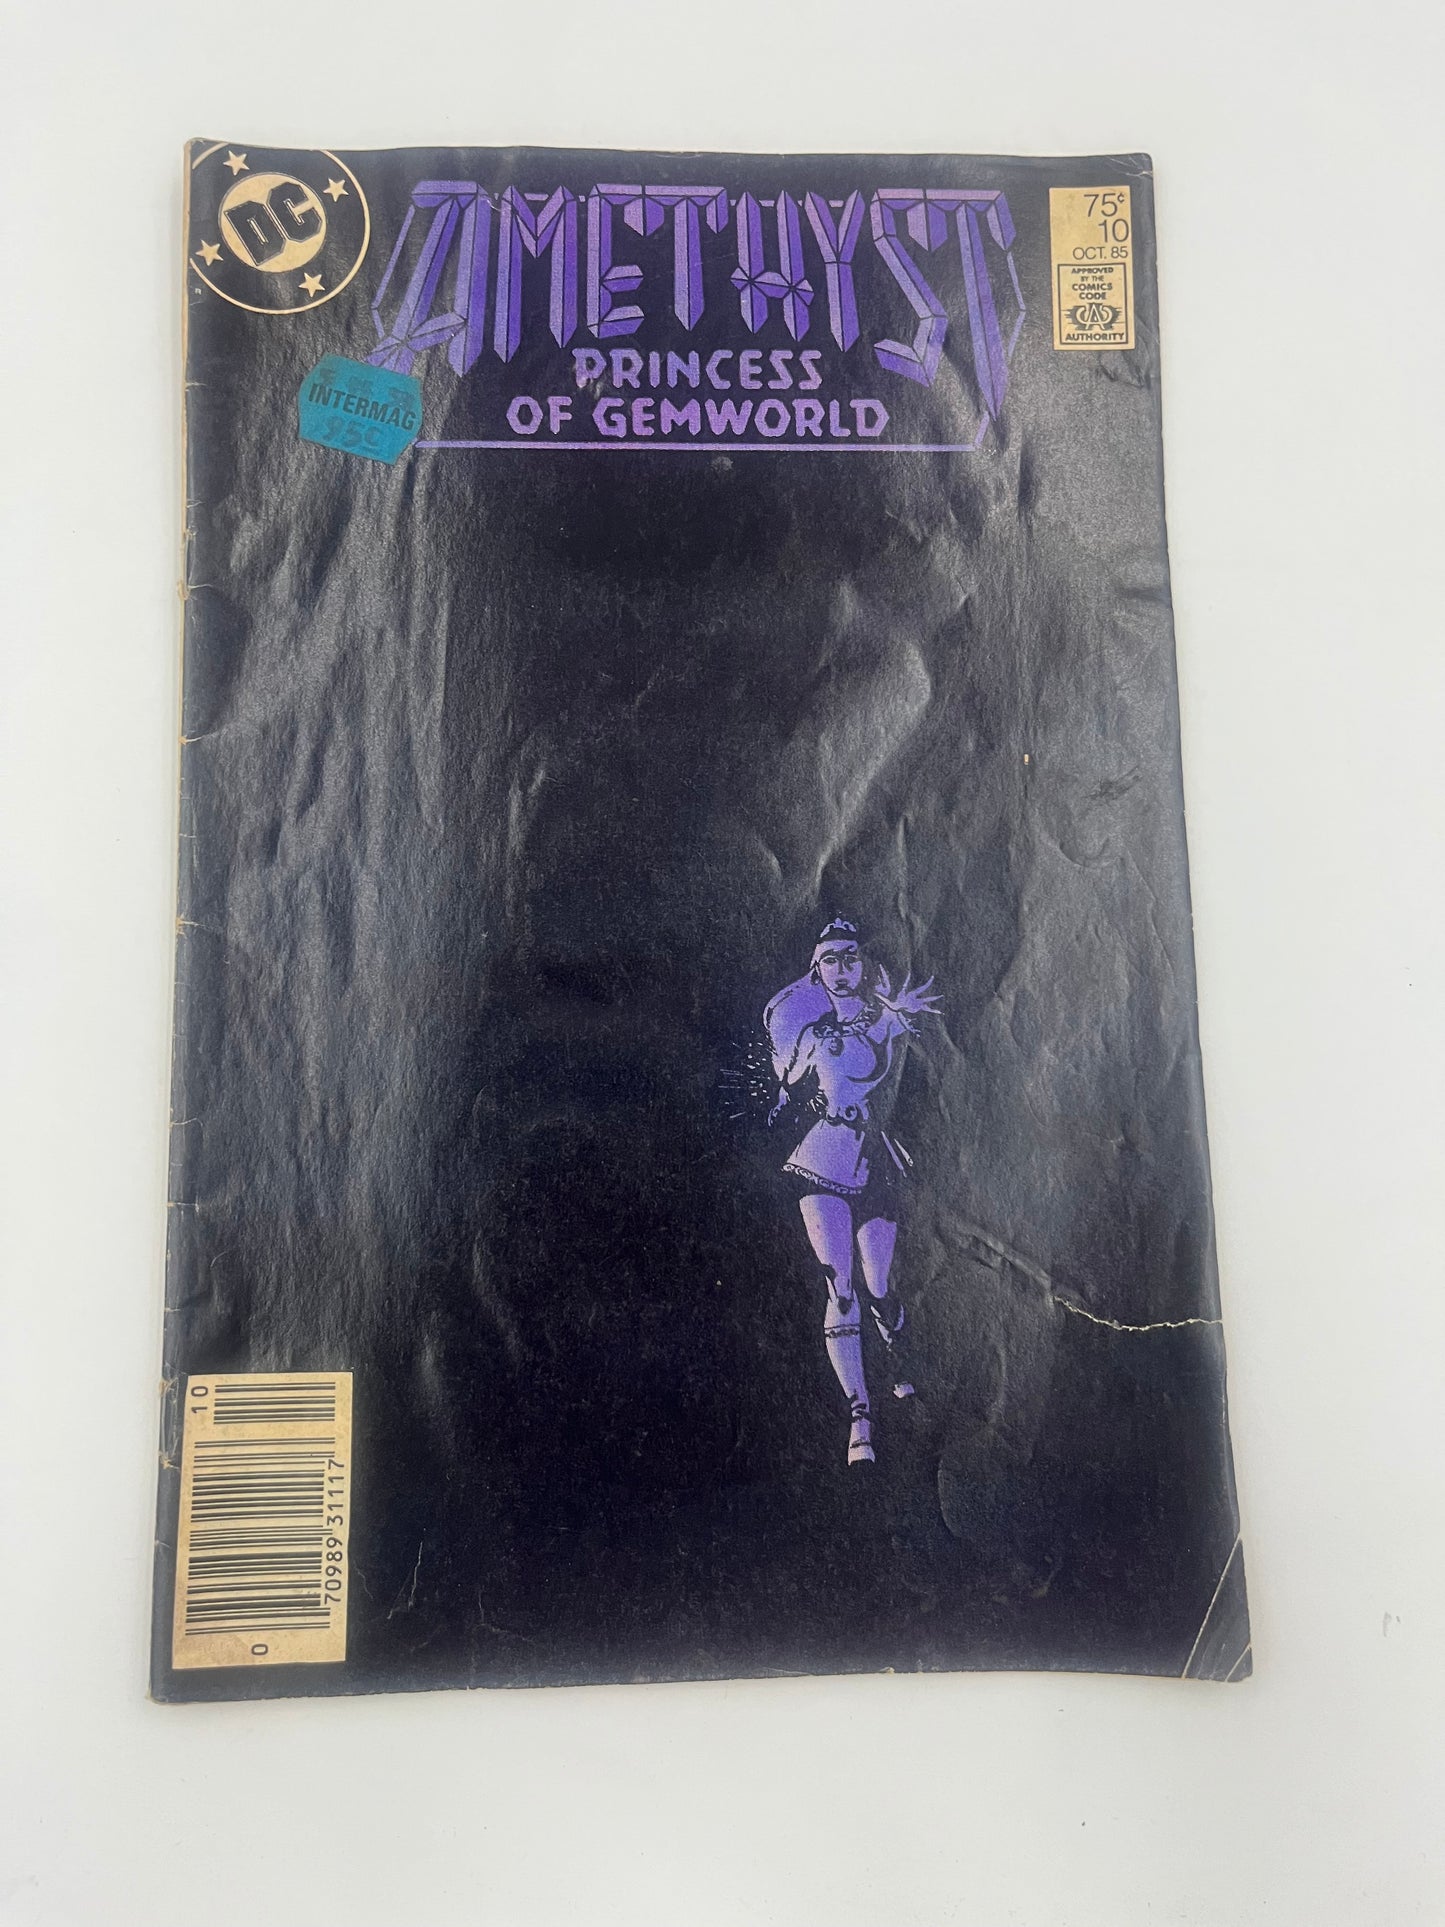 DC
AMETHYST
PRINCESS
OF GEMWORLD
75¢
10
OCT. 85
APPROVED
BY THE
COMICS
CODE
CA
AUTHORITY
INTERMAG
95¢
10
70989 31117
0